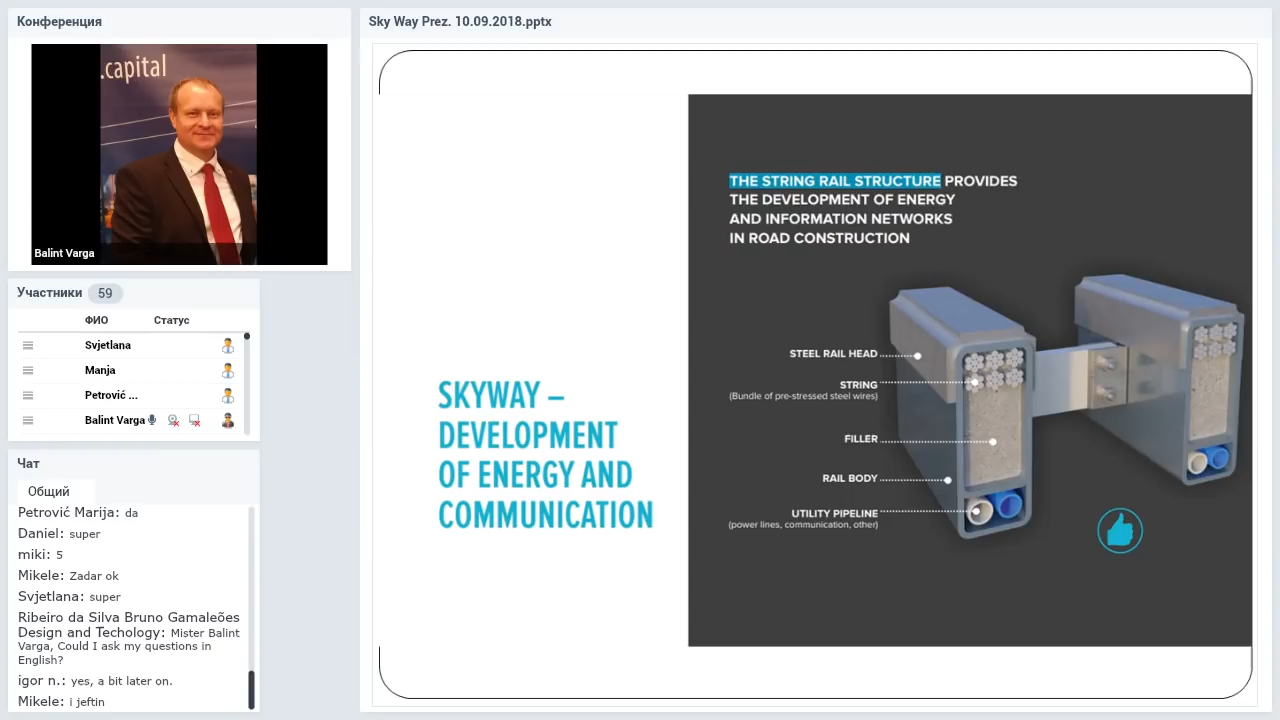 Конференция
.capital
Balint Varga
Участники 59
ФИО Статус
Svjetlana
Manja
Petrović ...
Balint Varga
Чат
Общий
Petrović Marija: da
Daniel: super
miki: 5
Mikele: Zadar ok
Svjetlana: super
Ribeiro da Silva Bruno Gamaleões
Design and Techology: Mister Balint
Varga, Could I ask my questions in
English?
igor n.: yes, a bit later on.
Mikele: i jeftin
Sky Way Prez. 10.09.2018.pptx
SKYWAY –
DEVELOPMENT
OF ENERGY AND
COMMUNICATION
THE STRING RAIL STRUCTURE PROVIDES
THE DEVELOPMENT OF ENERGY
AND INFORMATION NETWORKS
IN ROAD CONSTRUCTION
STEEL RAIL HEAD
STRING
(Bundle of pre-stressed steel wires)
FILLER
RAIL BODY
UTILITY PIPELINE
(power lines, communication, other)